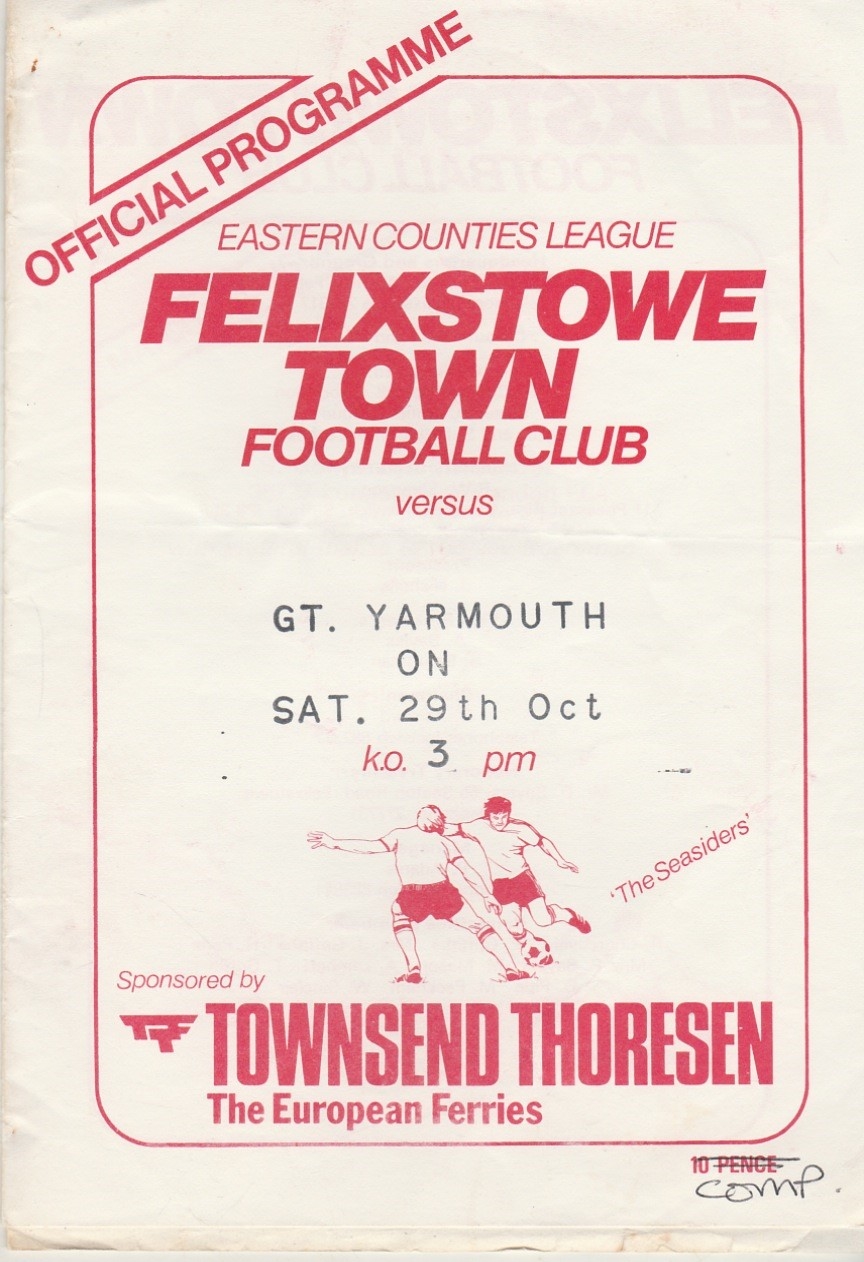 OFFICIAL PROGRAMME
EASTERN COUNTIES LEAGUE
FELIXSTOWE
TOWN
FOOTBALL CLUB
versus
GT. YARMOUTH
ON
SAT. 29th Oct
k.o. 3 pm
'The Seasiders'
Sponsored by
TOWNSEND THORESEN
The European Ferries
10 PENCE
COMP.